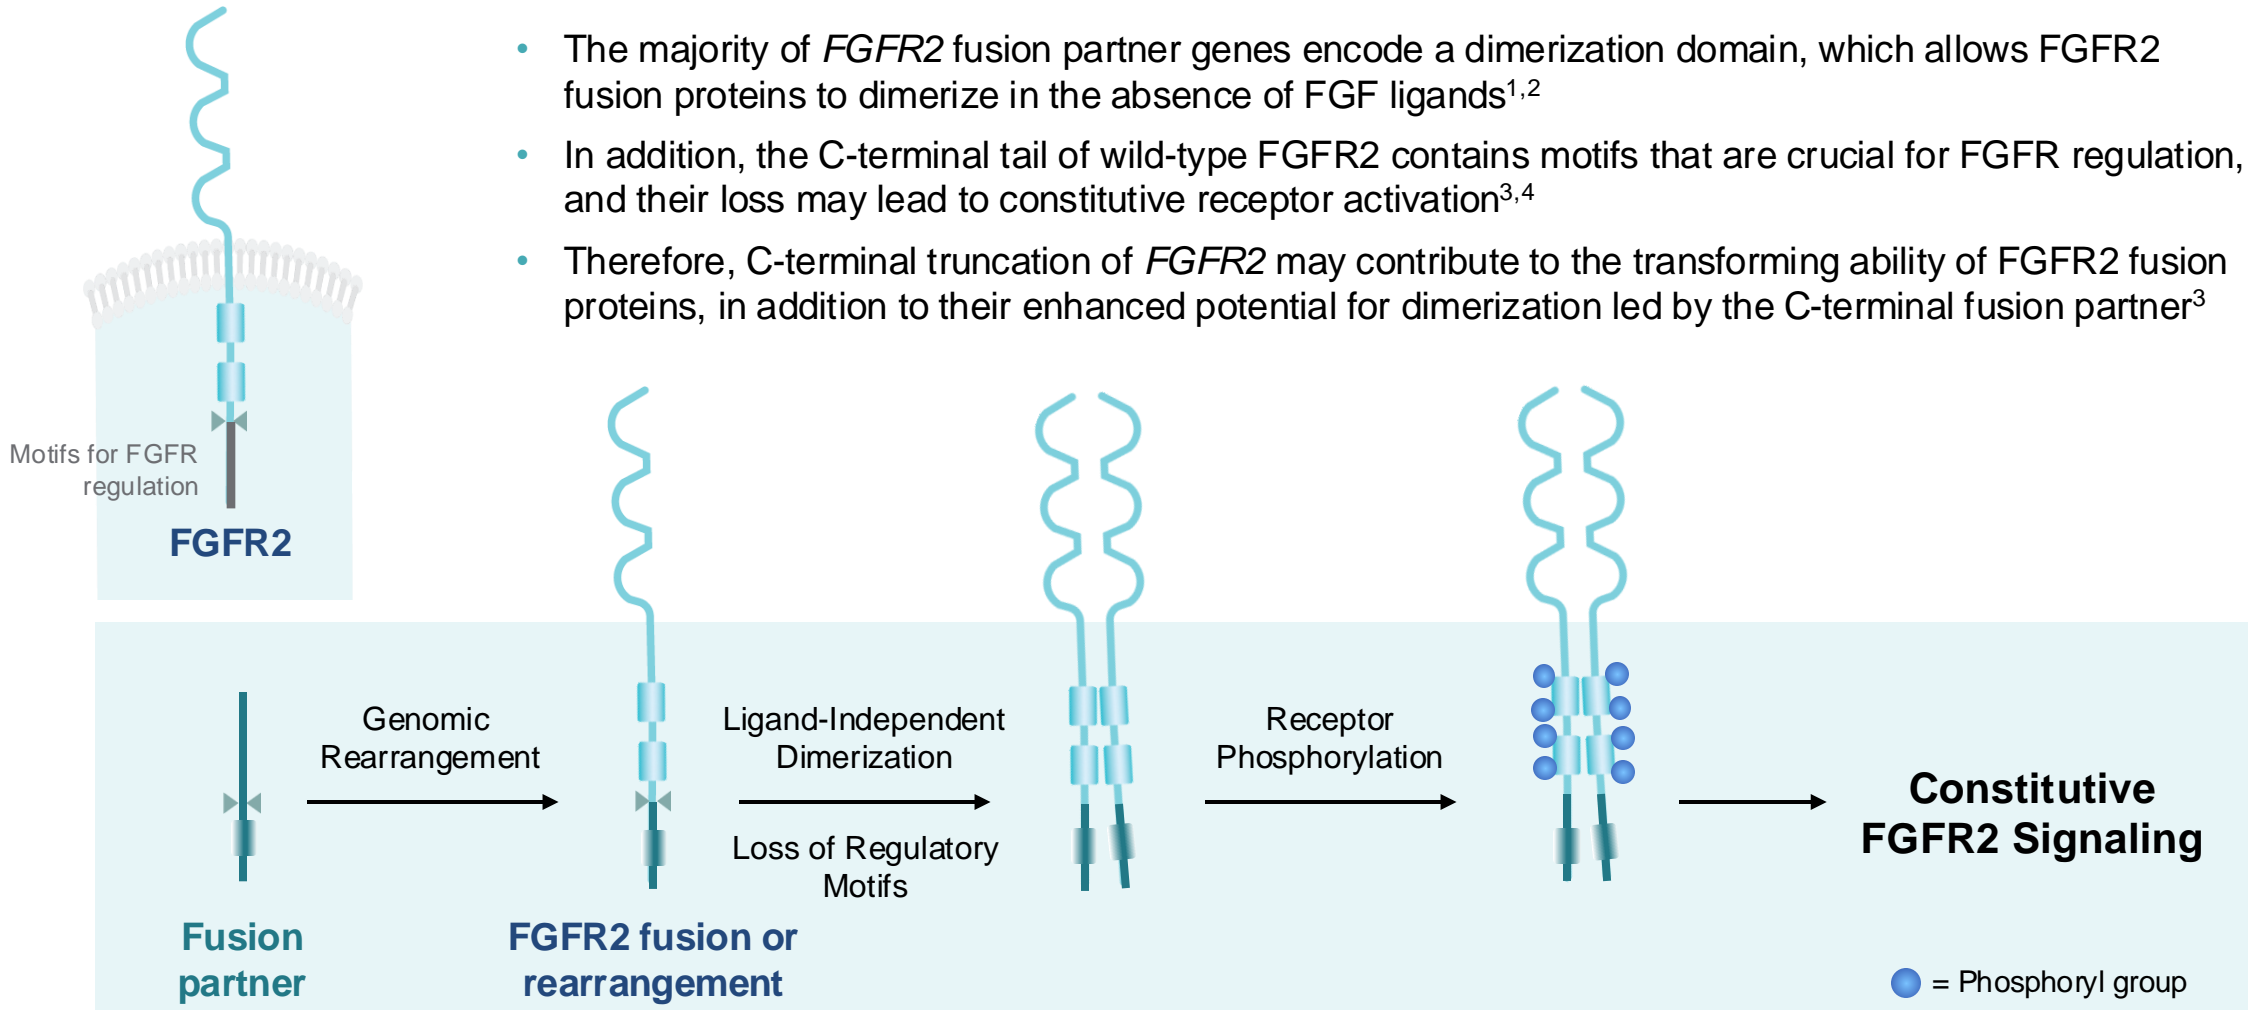 • The majority of FGFR2 fusion partner genes encode a dimerization domain, which allows FGFR2
fusion proteins to dimerize in the absence of FGF ligands1,2
• In addition, the C-terminal tail of wild-type FGFR2 contains motifs that are crucial for FGFR regulation,
and their loss may lead to constitutive receptor activation3,4
• Therefore, C-terminal truncation of FGFR2 may contribute to the transforming ability of FGFR2 fusion
proteins, in addition to their enhanced potential for dimerization led by the C-terminal fusion partner3
Motifs for FGFR
regulation
FGFR2
Genomic
Rearrangement
Ligand-Independent
Dimerization
Loss of Regulatory
Motifs
Receptor
Phosphorylation
Constitutive
FGFR2 Signaling
Fusion
partner
FGFR2 fusion or
rearrangement
= Phosphoryl group